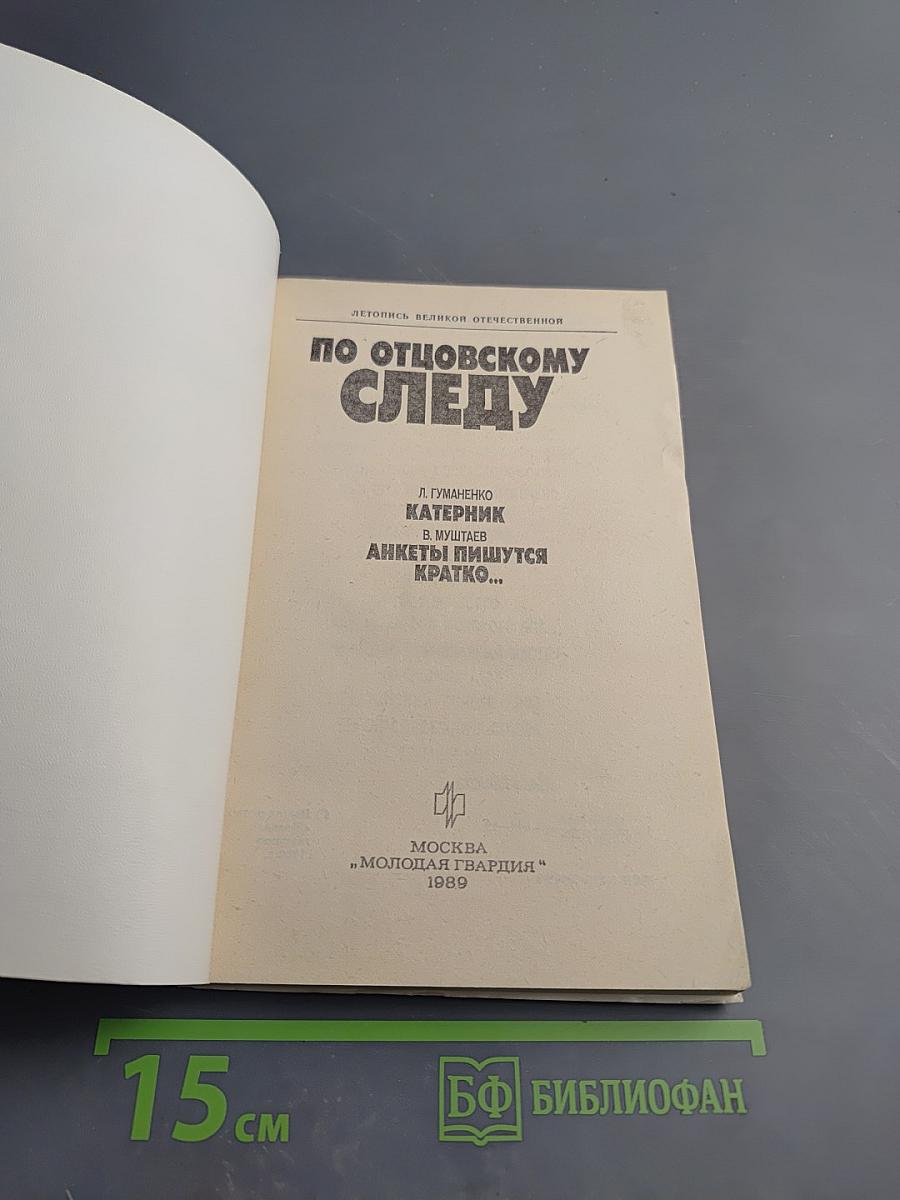 ЛЕТОПИСЬ ВЕЛИКОЙ ОТЕЧЕСТВЕННОЙ
ПО ОТЦОВСКОМУ
СЛЕДУ
Л. ГУМАНЕНКО
КАТЕРНИК
В. МУШТАЕВ
АНКЕТЫ ПИШУТСЯ
КРАТКО...
МОСКВА
„МОЛОДАЯ ГВАРДИЯ“
1989
15 СМ
БФ БИБЛИОФАН